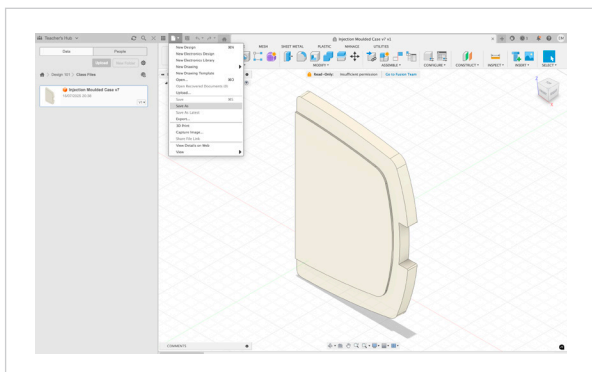 Teacher's Hub
Injection Moulded Case v7 v1
Data
People
Upload
New Folder
Design 101 > Class Files
Injection Moulded Case v7
New Design ⌘N
New Electronics Design
New Electronics Library
New Drawing
New Drawing Template
Open... ⌘O
Open Recovered Documents (0)
Upload...
Save ⌘S
Save As
Save As Latest
Export...
3D Print
Capture Image...
Share File Link
View Details on Web
View
MESH
SHEET METAL
PLASTIC
MANAGE
UTILITIES
MODIFY
ASSEMBLE
CONFIGURE
CONSTRUCT
INSPECT
INSERT
SELECT
Read-Only
Insufficient permission
Go to Fusion Team
COMMENTS